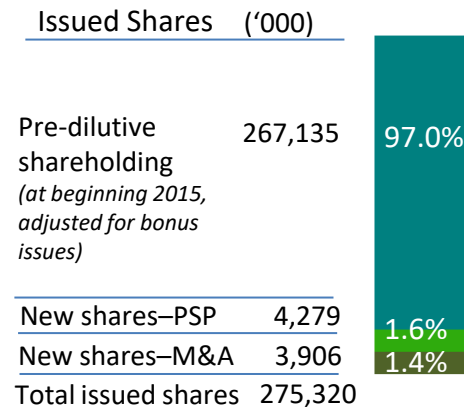 Issued Shares ('000)
Pre-dilutive 267,135 97.0%
shareholding
(at beginning 2015,
adjusted for bonus
issues)
New shares–PSP 4,279 1.6%
New shares–M&A 3,906 1.4%
Total issued shares 275,320